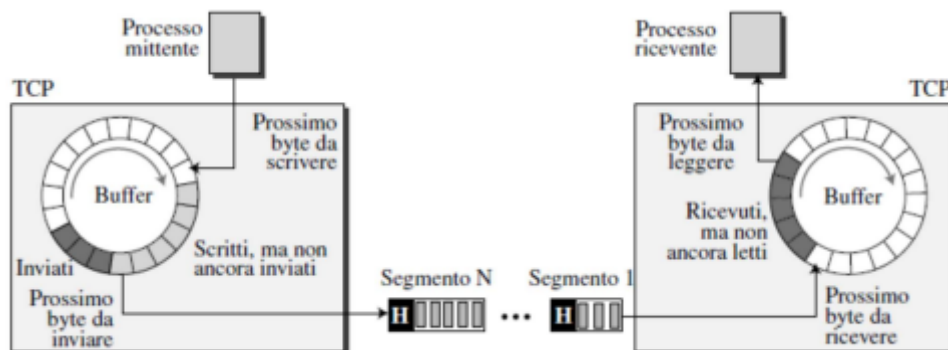 Processo
mittente
Processo
ricevente
TCP
TCP
Prossimo
byte da
scrivere
Buffer
Inviati
Scritti, ma non
ancora inviati
Prossimo
byte da
inviare
Segmento N
H
•••
Segmento 1
H
Prossimo
byte da
leggere
Buffer
Ricevuti,
ma non
ancora letti
Prossimo
byte da
ricevere